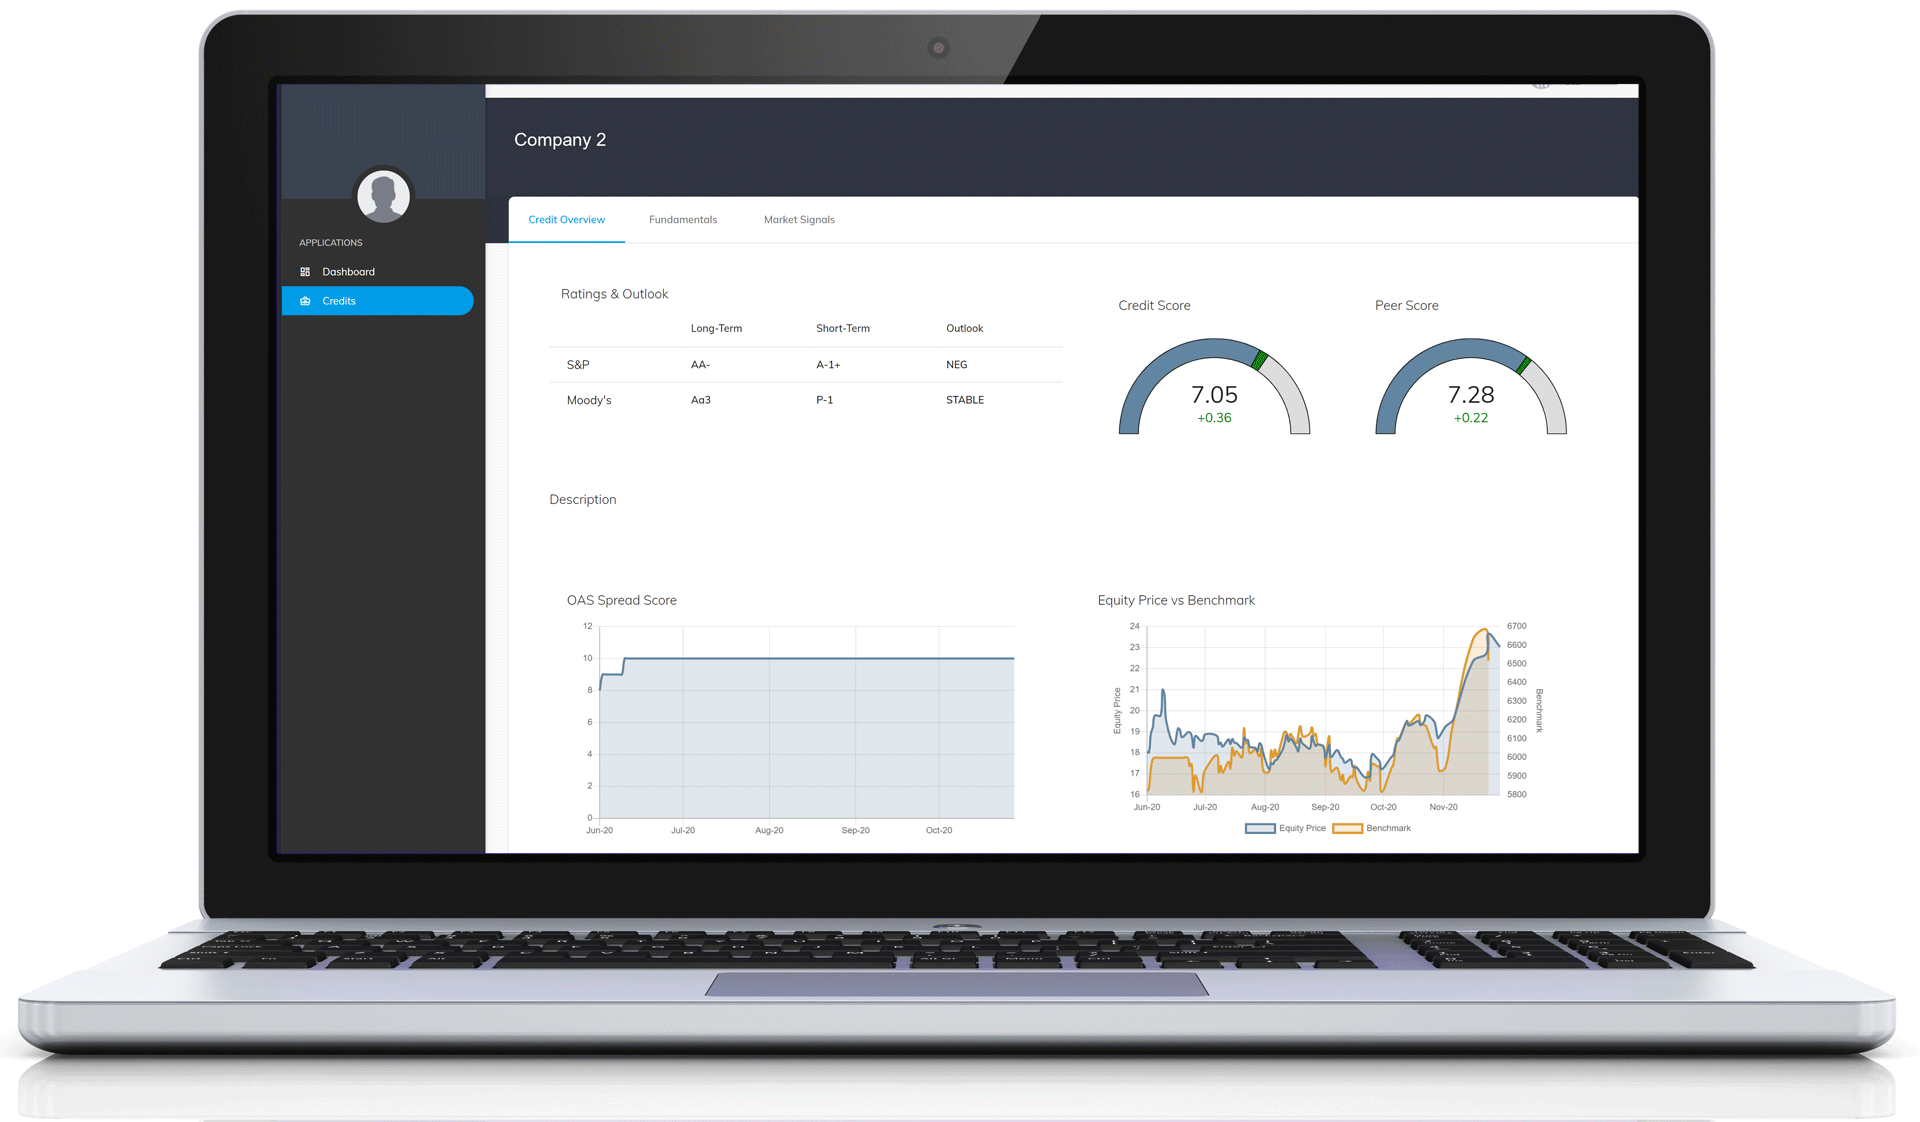 Company 2
Credit Overview Fundamentals Market Signals
APPLICATIONS
Dashboard
Credits
Ratings & Outlook
Long-Term Short-Term Outlook
S&P AA- A-1+ NEG
Moody's Aa3 P-1 STABLE
Credit Score
7.05
+0.36
Peer Score
7.28
+0.22
Description
OAS Spread Score
12
10
8
6
4
2
0
Jun-20 Jul-20 Aug-20 Sep-20 Oct-20
Equity Price vs Benchmark
Equity Price
24
23
22
21
20
19
18
17
16
6700
6600
6500
6400
6300
6200
6100
6000
5900
5800
Benchmark
Jun-20 Jul-20 Aug-20 Sep-20 Oct-20 Nov-20
Equity Price Benchmark